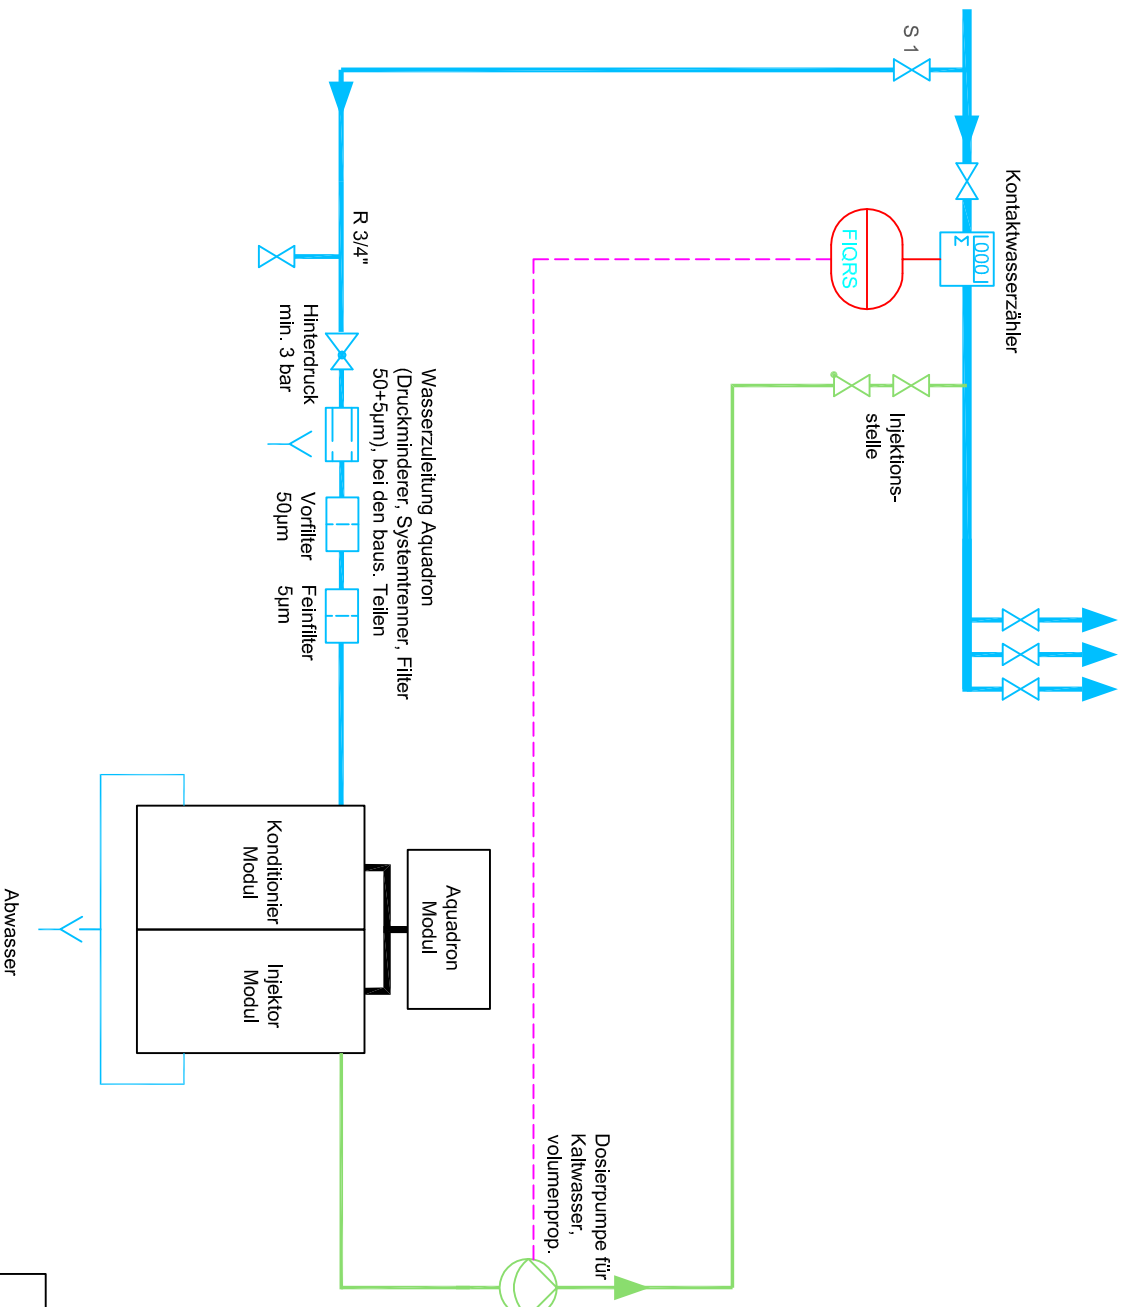 S 1
Kontaktwasserzähler
1000 l
Σ
FIQRS
R 3/4"
Hinterdruck
min. 3 bar
Injektions-
stelle
Wasserzuleitung Aquadron
(Druckminderer, Systemtrenner, Filter
50+5µm), bei den baus. Teilen
Vorfilter
50µm
Feinfilter
5µm
Konditionier
Modul
Aquadron
Modul
Injektor
Modul
Abwasser
Dosierpumpe für
Kaltwasser,
volumenprop.